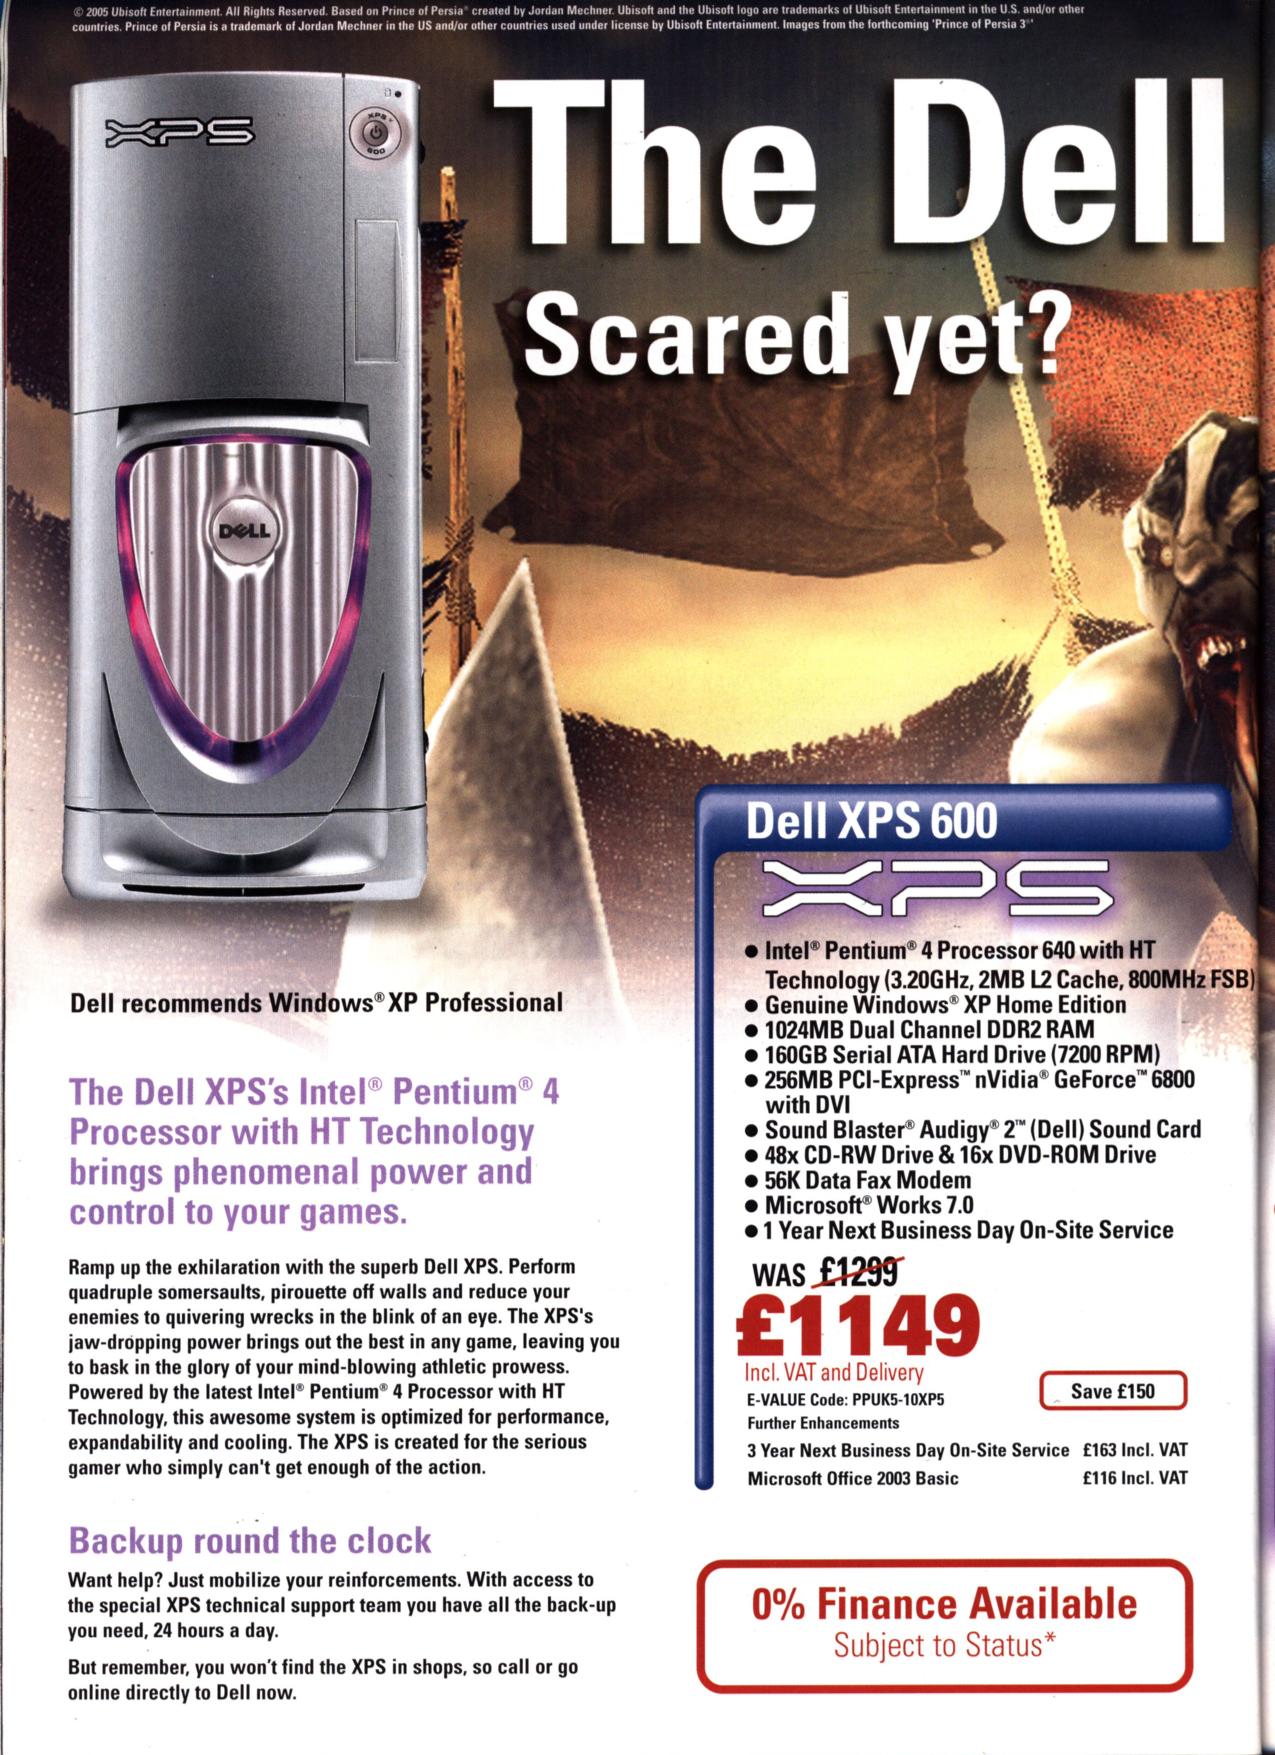 © 2005 Ubisoft Entertainment. All Rights Reserved. Based on Prince of Persia® created by Jordan Mechner. Ubisoft and the Ubisoft logo are trademarks of Ubisoft Entertainment in the U.S. and/or other
countries. Prince of Persia is a trademark of Jordan Mechner in the US and/or other countries used under license by Ubisoft Entertainment. Images from the forthcoming 'Prince of Persia 3®'
XPS
XPS
600
DELL
The Dell
Scared yet?
Dell recommends Windows® XP Professional
The Dell XPS's Intel® Pentium® 4
Processor with HT Technology
brings phenomenal power and
control to your games.
Ramp up the exhilaration with the superb Dell XPS. Perform
quadruple somersaults, pirouette off walls and reduce your
enemies to quivering wrecks in the blink of an eye. The XPS's
jaw-dropping power brings out the best in any game, leaving you
to bask in the glory of your mind-blowing athletic prowess.
Powered by the latest Intel® Pentium® 4 Processor with HT
Technology, this awesome system is optimized for performance,
expandability and cooling. The XPS is created for the serious
gamer who simply can't get enough of the action.
Backup round the clock
Want help? Just mobilize your reinforcements. With access to
the special XPS technical support team you have all the back-up
you need, 24 hours a day.
But remember, you won't find the XPS in shops, so call or go
online directly to Dell now.
Dell XPS 600
XPS
● Intel® Pentium® 4 Processor 640 with HT
Technology (3.20GHz, 2MB L2 Cache, 800MHz FSB)
● Genuine Windows® XP Home Edition
● 1024MB Dual Channel DDR2 RAM
● 160GB Serial ATA Hard Drive (7200 RPM)
● 256MB PCI-Express™ nVidia® GeForce™ 6800
with DVI
● Sound Blaster® Audigy® 2™ (Dell) Sound Card
● 48x CD-RW Drive & 16x DVD-ROM Drive
● 56K Data Fax Modem
● Microsoft® Works 7.0
● 1 Year Next Business Day On-Site Service
WAS £1299
£1149
Incl. VAT and Delivery
Save £150
E-VALUE Code: PPUK5-10XP5
Further Enhancements
3 Year Next Business Day On-Site Service £163 Incl. VAT
Microsoft Office 2003 Basic £116 Incl. VAT
0% Finance Available
Subject to Status*